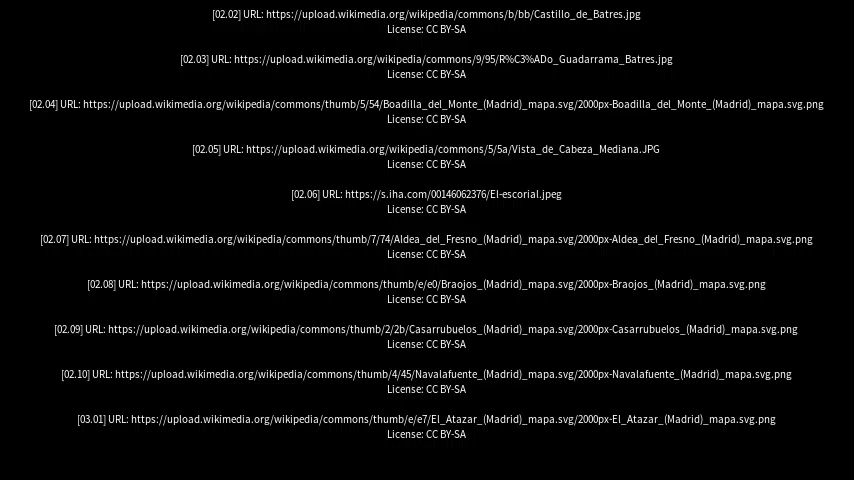 [02.02] URL: https://upload.wikimedia.org/wikipedia/commons/b/bb/Castillo_de_Batres.jpg
License: CC BY-SA
[02.03] URL: https://upload.wikimedia.org/wikipedia/commons/9/95/R%C3%ADo_Guadarrama_Batres.jpg
License: CC BY-SA
[02.04] URL: https://upload.wikimedia.org/wikipedia/commons/thumb/5/54/Boadilla_del_Monte_(Madrid)_mapa.svg/2000px-Boadilla_del_Monte_(Madrid)_mapa.svg.png
License: CC BY-SA
[02.05] URL: https://upload.wikimedia.org/wikipedia/commons/5/5a/Vista_de_Cabeza_Mediana.JPG
License: CC BY-SA
[02.06] URL: https://s.iha.com/00146062376/El-escorial.jpeg
License: CC BY-SA
[02.07] URL: https://upload.wikimedia.org/wikipedia/commons/thumb/7/74/Aldea_del_Fresno_(Madrid)_mapa.svg/2000px-Aldea_del_Fresno_(Madrid)_mapa.svg.png
License: CC BY-SA
[02.08] URL: https://upload.wikimedia.org/wikipedia/commons/thumb/e/e0/Braojos_(Madrid)_mapa.svg/2000px-Braojos_(Madrid)_mapa.svg.png
License: CC BY-SA
[02.09] URL: https://upload.wikimedia.org/wikipedia/commons/thumb/2/2b/Casarrubuelos_(Madrid)_mapa.svg/2000px-Casarrubuelos_(Madrid)_mapa.svg.png
License: CC BY-SA
[02.10] URL: https://upload.wikimedia.org/wikipedia/commons/thumb/4/45/Navalafuente_(Madrid)_mapa.svg/2000px-Navalafuente_(Madrid)_mapa.svg.png
License: CC BY-SA
[03.01] URL: https://upload.wikimedia.org/wikipedia/commons/thumb/e/e7/El_Atazar_(Madrid)_mapa.svg/2000px-El_Atazar_(Madrid)_mapa.svg.png
License: CC BY-SA